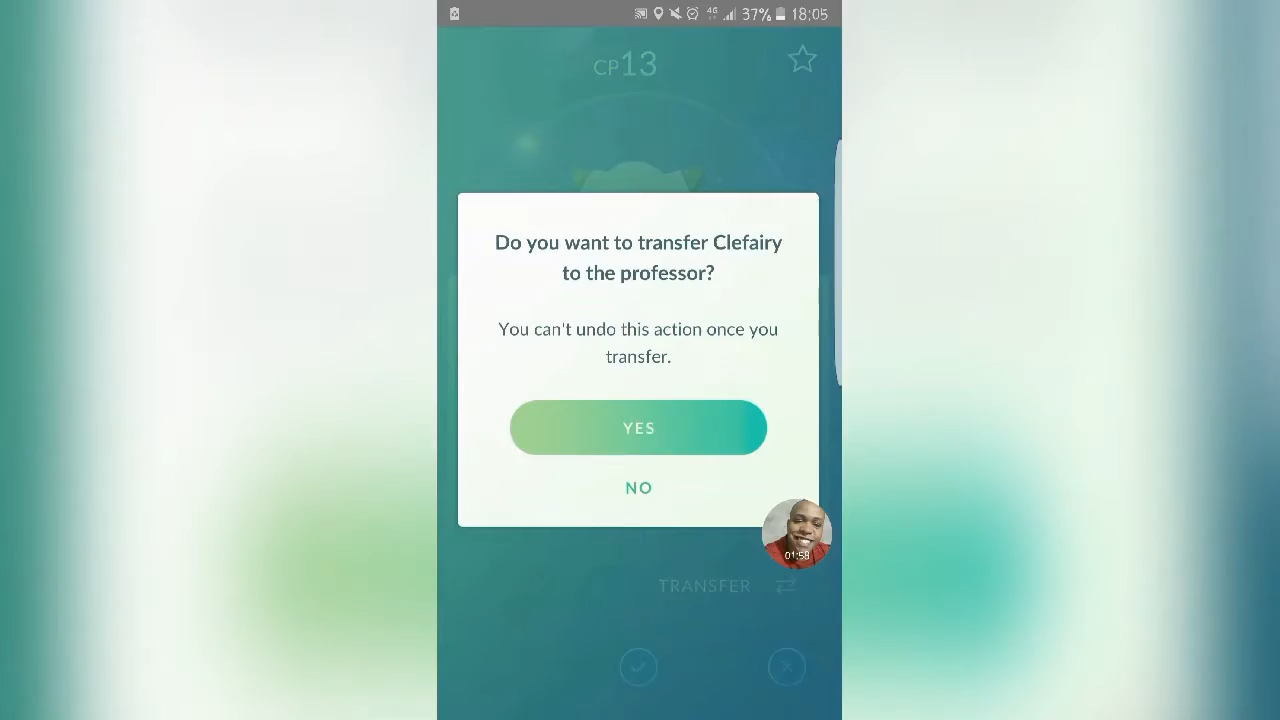 4G 37% 18:05
CP13
Do you want to transfer Clefairy
to the professor?
You can't undo this action once you
transfer.
YES
NO
01:58
TRANSFER